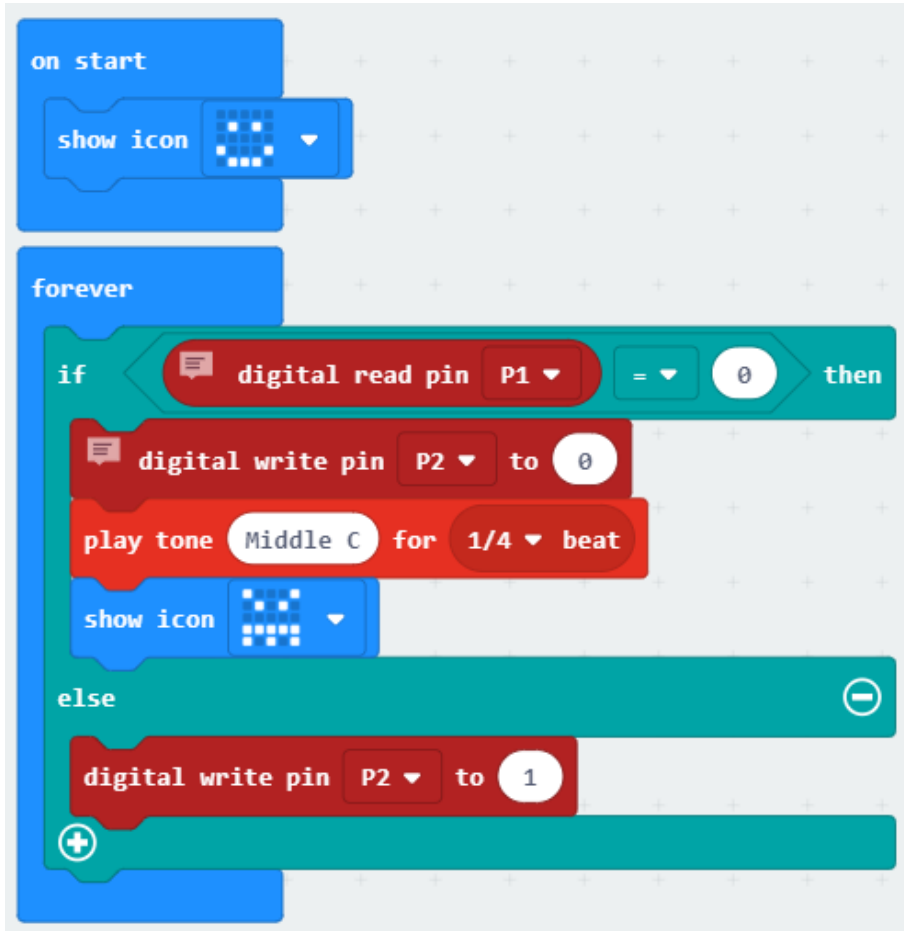 on start
show icon
forever
if digital read pin P1 = 0 then
digital write pin P2 to 0
play tone Middle C for 1/4 beat
show icon
else
digital write pin P2 to 1